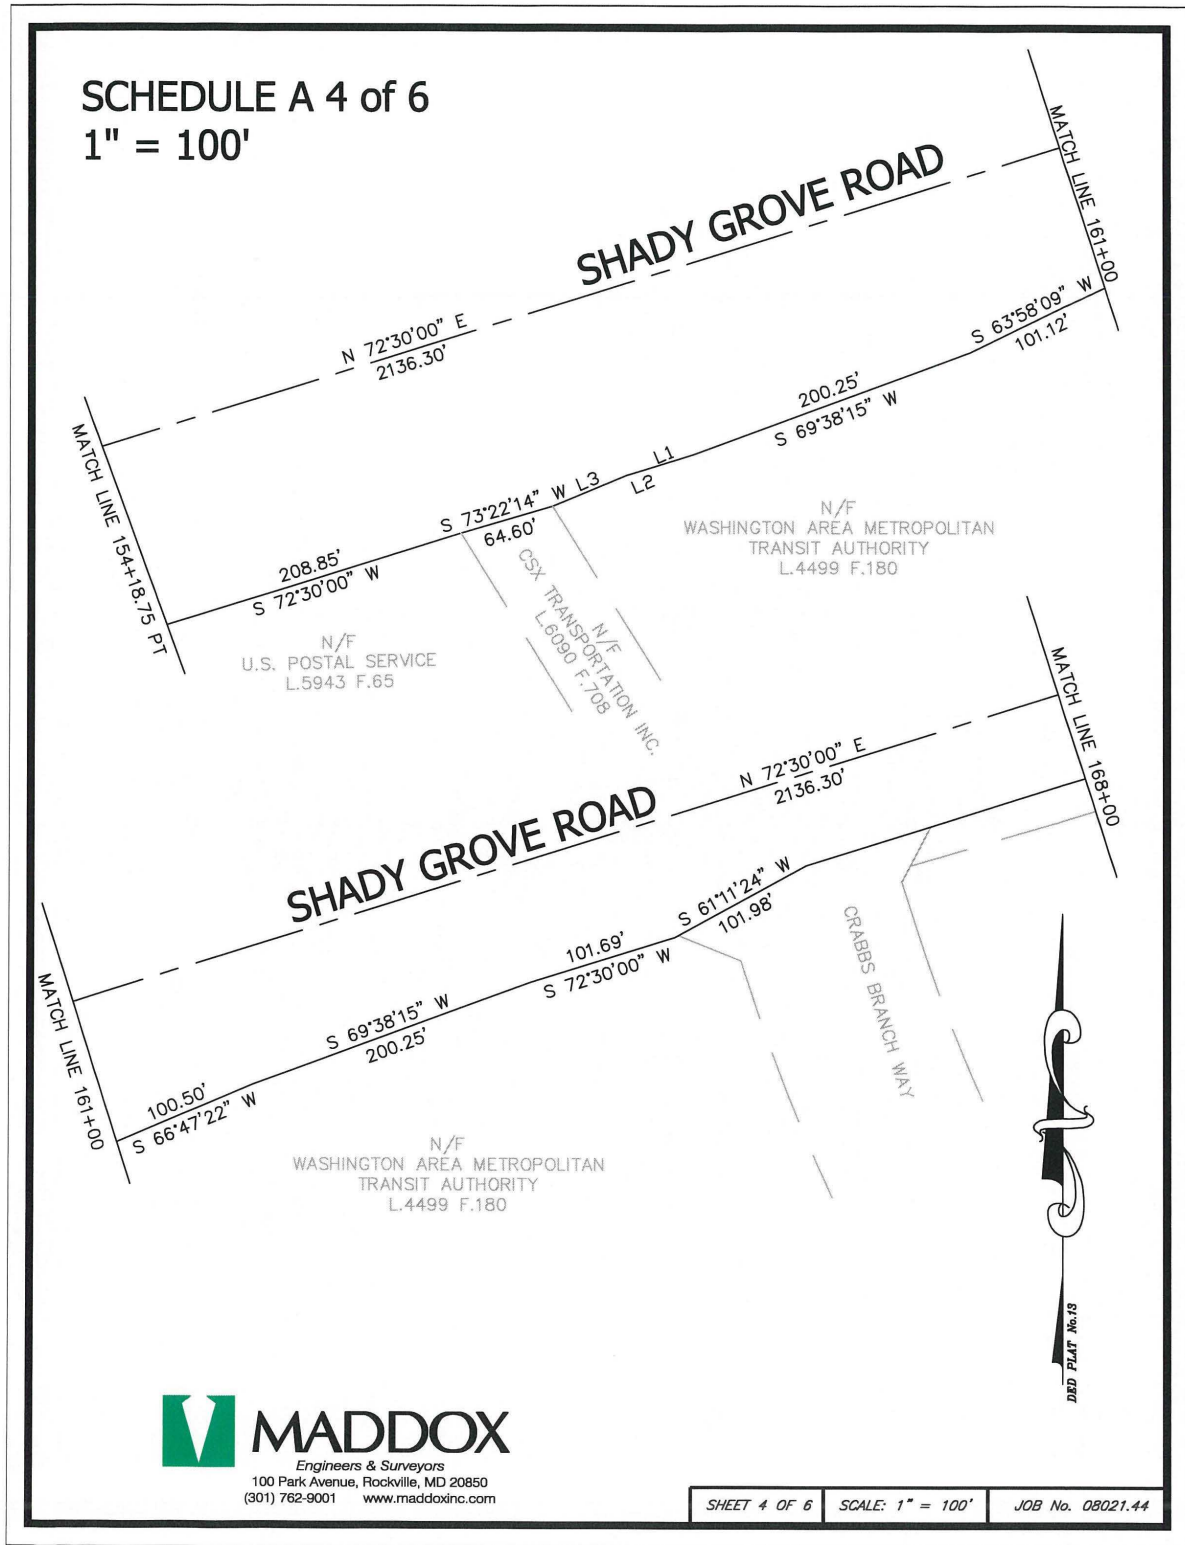 SCHEDULE A 4 of 6
1" = 100'
MATCH LINE 161+00
SHADY GROVE ROAD
N 72°30'00" E
2136.30'
S 63°58'09" W
101.12'
200.25'
S 69°38'15" W
MATCH LINE 154+18.75 PT
L1
L2
L3
S 73°22'14" W
64.60'
208.85'
S 72°30'00" W
N/F
WASHINGTON AREA METROPOLITAN
TRANSIT AUTHORITY
L.4499 F.180
N/F
CSX TRANSPORTATION INC.
L.6090 F.708
N/F
U.S. POSTAL SERVICE
L.5943 F.65
MATCH LINE 168+00
N 72°30'00" E
2136.30'
SHADY GROVE ROAD
S 61°11'24" W
101.98'
101.69'
S 72°30'00" W
CRABBS BRANCH WAY
S 69°38'15" W
200.25'
MATCH LINE 161+00
100.50'
S 66°47'22" W
N/F
WASHINGTON AREA METROPOLITAN
TRANSIT AUTHORITY
L.4499 F.180
DED PLAT No.13
MADDOX
Engineers & Surveyors
100 Park Avenue, Rockville, MD 20850
(301) 762-9001 www.maddoxinc.com
SHEET 4 OF 6 SCALE: 1" = 100' JOB No. 08021.44